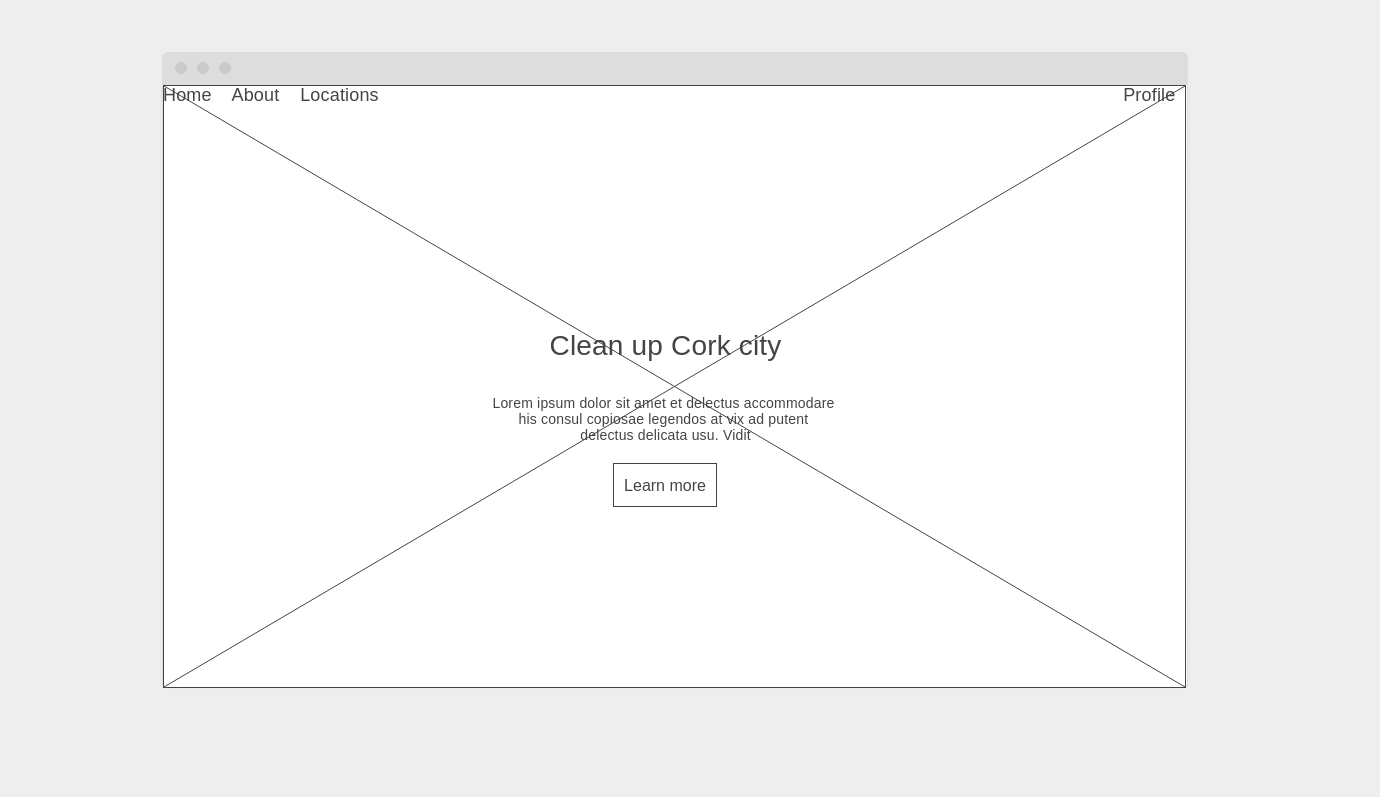 Home About Locations Profile
Clean up Cork city
Lorem ipsum dolor sit amet et delectus accommodare
his consul copiosae legendos at vix ad putent
delectus delicata usu. Vidit
Learn more